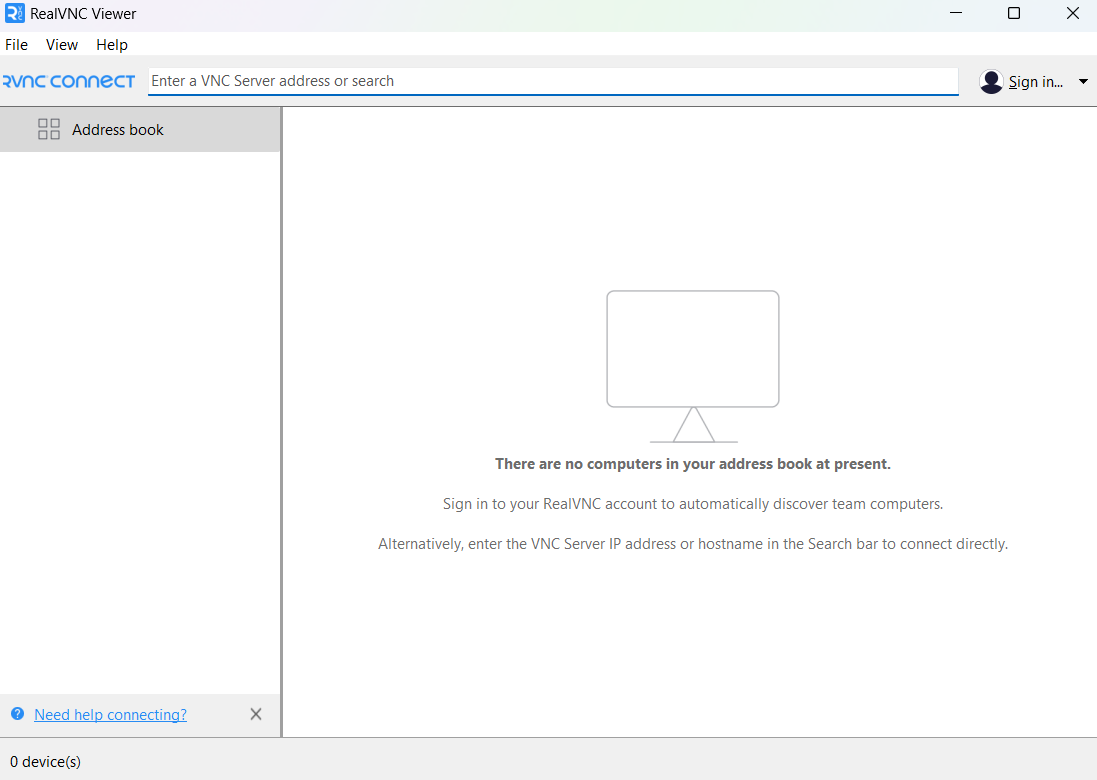 RealVNC Viewer
File View Help
RVNC CONNECT Enter a VNC Server address or search Sign in...
Address book
There are no computers in your address book at present.
Sign in to your RealVNC account to automatically discover team computers.
Alternatively, enter the VNC Server IP address or hostname in the Search bar to connect directly.
? Need help connecting?
0 device(s)